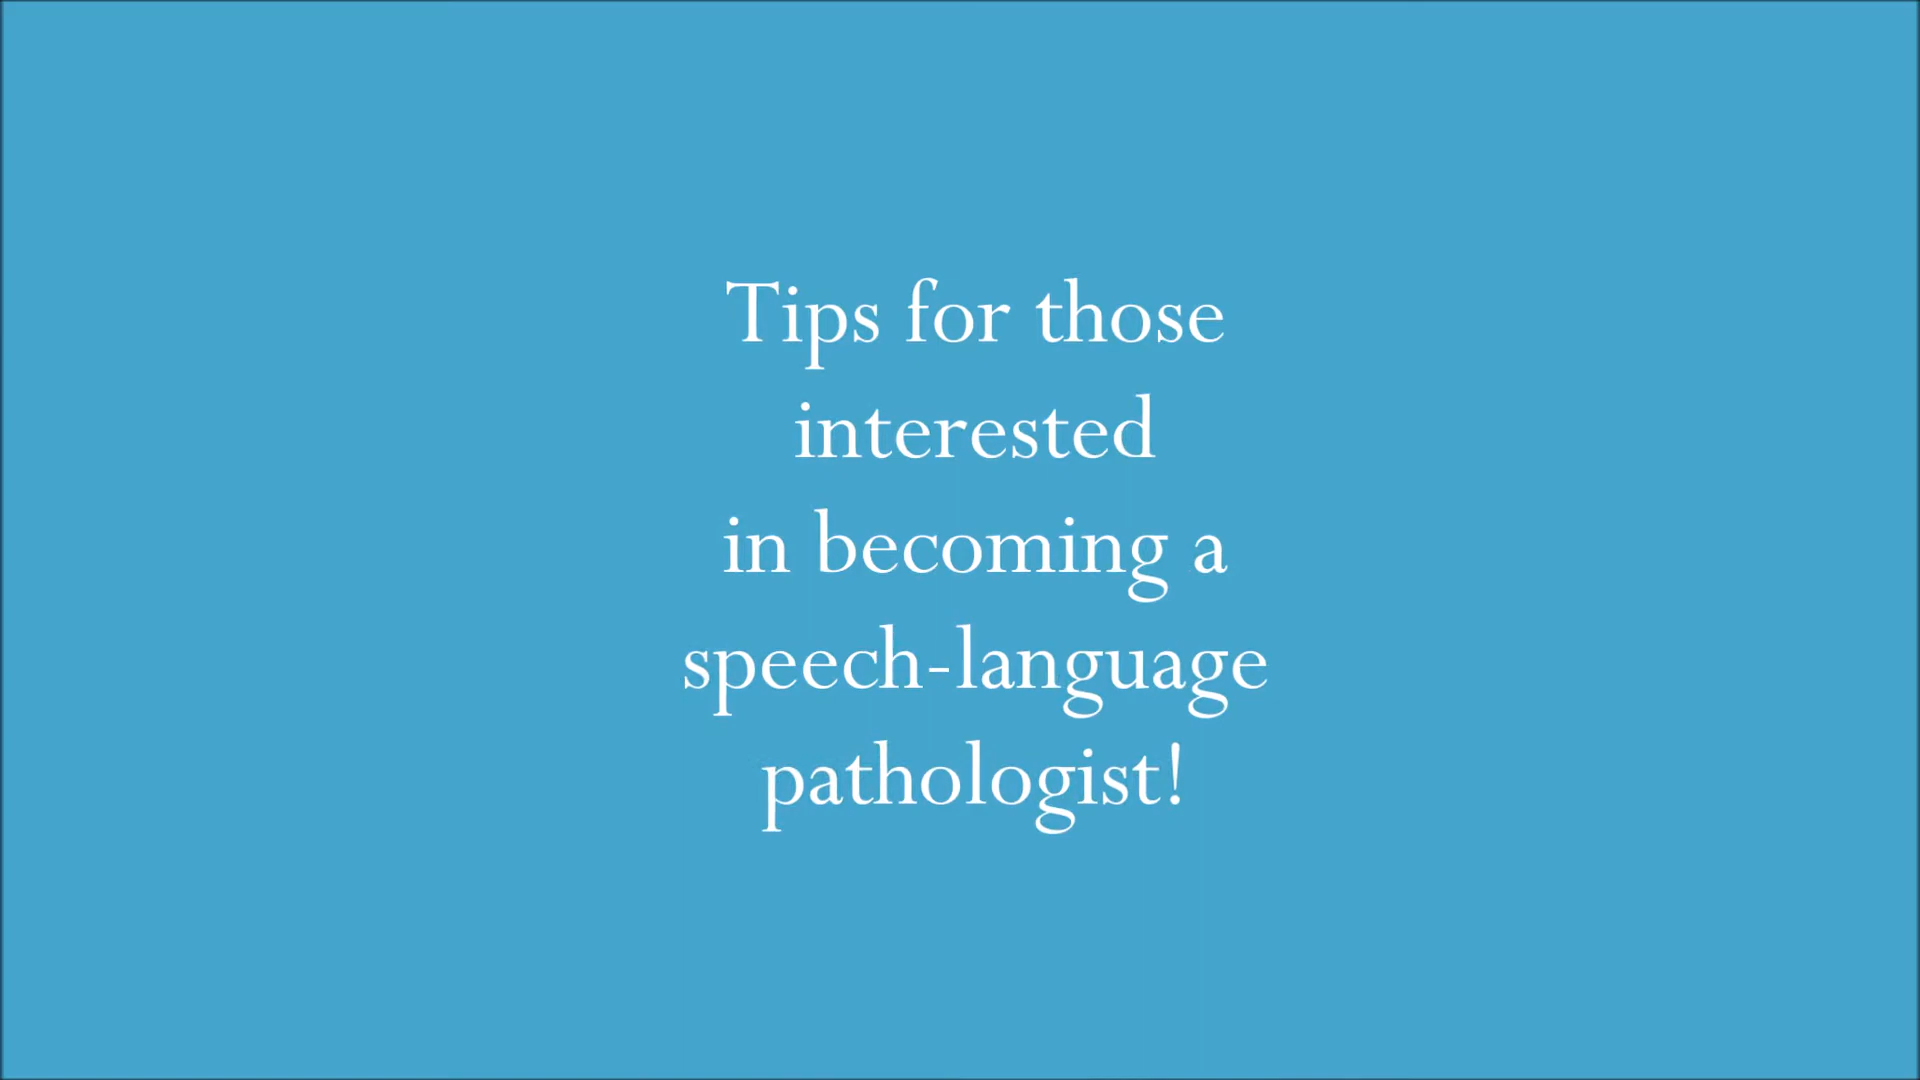 Tips for those
interested
in becoming a
speech-language
pathologist!